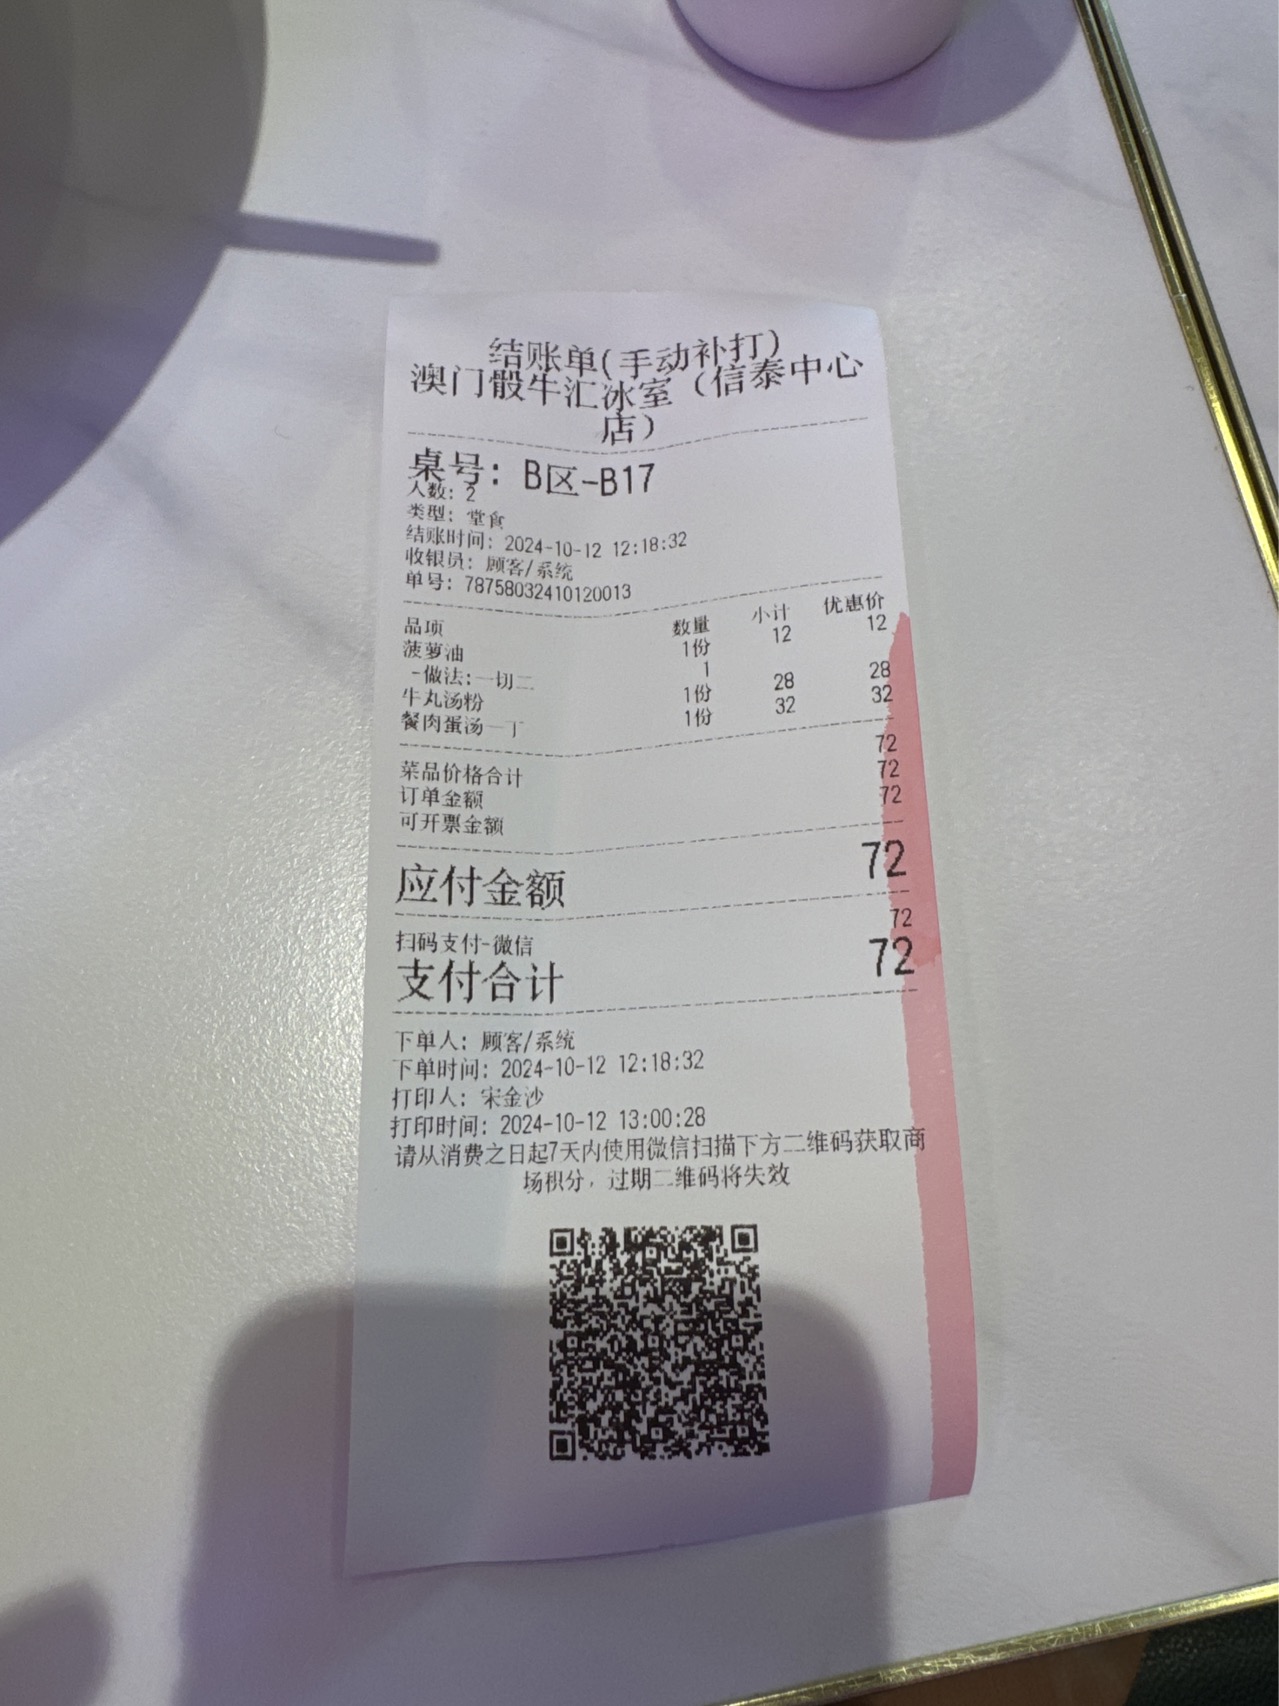 结账单(手动补打)
澳门骰牛汇冰室（信泰中心
店）
桌号: B区-B17
人数: 2
类型: 堂食
结账时间: 2024-10-12 12:18:32
收银员: 顾客/系统
单号: 78758032410120013
品项 数量 小计 优惠价
菠萝油 1份 12 12
-做法:一切二 1
牛丸汤粉 1份 28 28
餐肉蛋汤一丁 1份 32 32
菜品价格合计 72
订单金额 72
可开票金额 72
应付金额 72
扫码支付-微信 72
支付合计 72
下单人: 顾客/系统
下单时间: 2024-10-12 12:18:32
打印人: 宋金沙
打印时间: 2024-10-12 13:00:28
请从消费之日起7天内使用微信扫描下方二维码获取商
场积分，过期二维码将失效